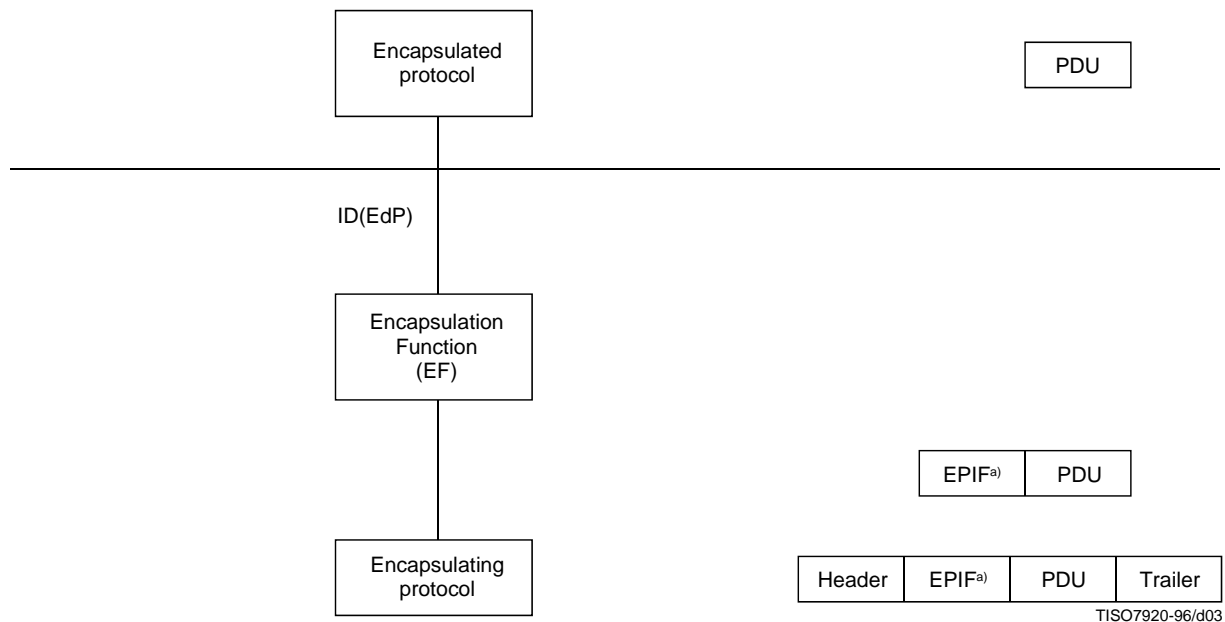 Encapsulated
protocol
PDU
ID(EdP)
Encapsulation
Function
(EF)
EPIFa) PDU
Encapsulating
protocol
Header EPIFa) PDU Trailer
TISO7920-96/d03